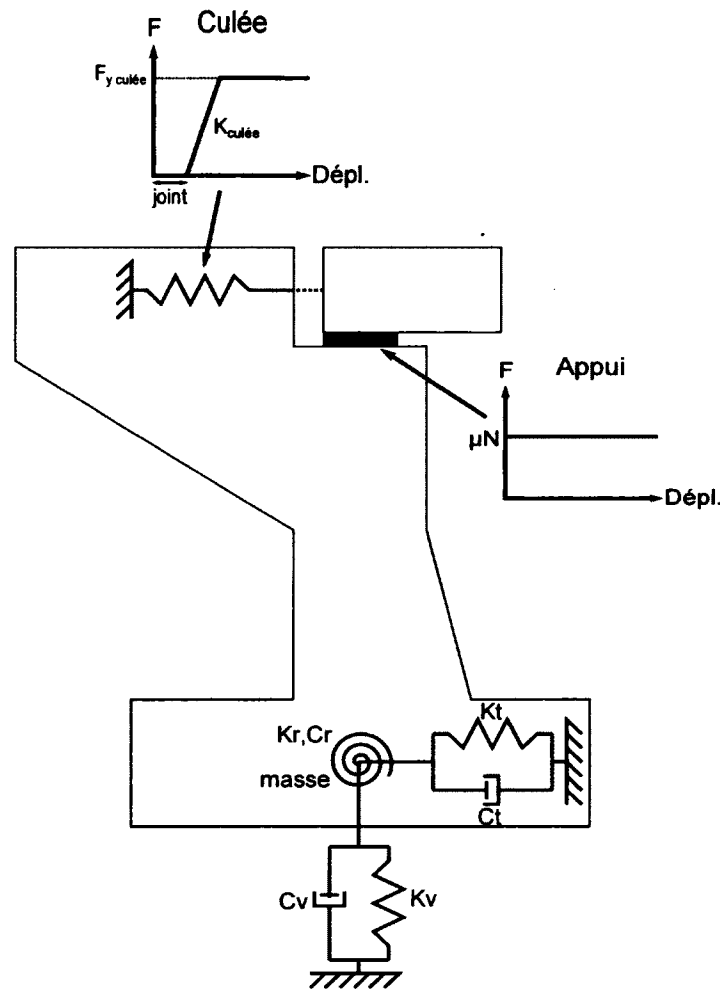 F
Culée
F y culée
K culée
Dépl.
joint
Appui
F
µN
Dépl.
Kt
Kr,Cr
masse
Ct
Cv
Kv